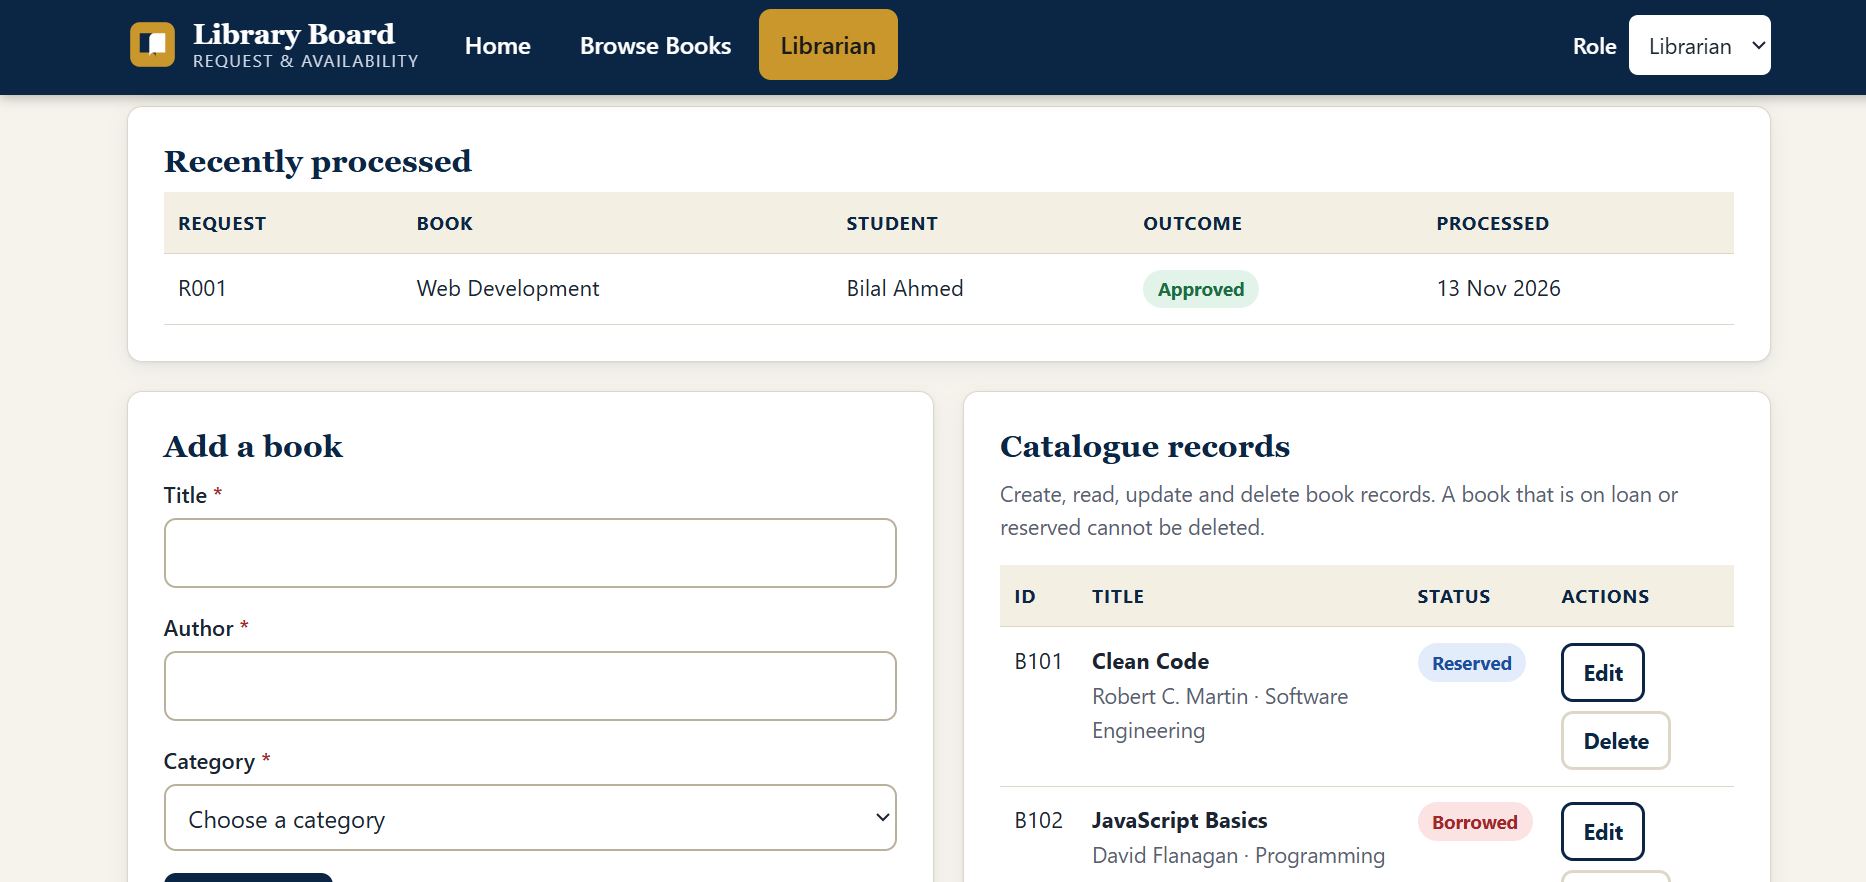 Library Board
REQUEST & AVAILABILITY
Home
Browse Books
Librarian
Role
Librarian
Recently processed
REQUEST BOOK STUDENT OUTCOME PROCESSED
R001 Web Development Bilal Ahmed Approved 13 Nov 2026
Add a book
Title *
Author *
Category *
Choose a category
Catalogue records
Create, read, update and delete book records. A book that is on loan or
reserved cannot be deleted.
ID TITLE STATUS ACTIONS
B101 Clean Code Reserved Edit
Robert C. Martin · Software
Engineering
Delete
B102 JavaScript Basics Borrowed Edit
David Flanagan · Programming